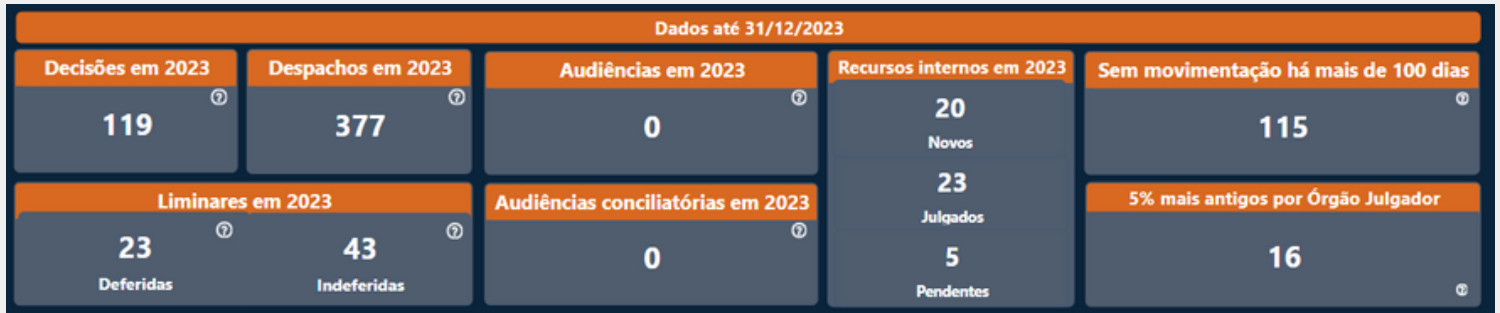 Dados até 31/12/2023
Decisões em 2023
119
Despachos em 2023
377
Audiências em 2023
0
Recursos internos em 2023
20
Novos
23
Julgados
5
Pendentes
Sem movimentação há mais de 100 dias
115
Liminares em 2023
23
Deferidas
43
Indeferidas
Audiências conciliatórias em 2023
0
5% mais antigos por Órgão Julgador
16